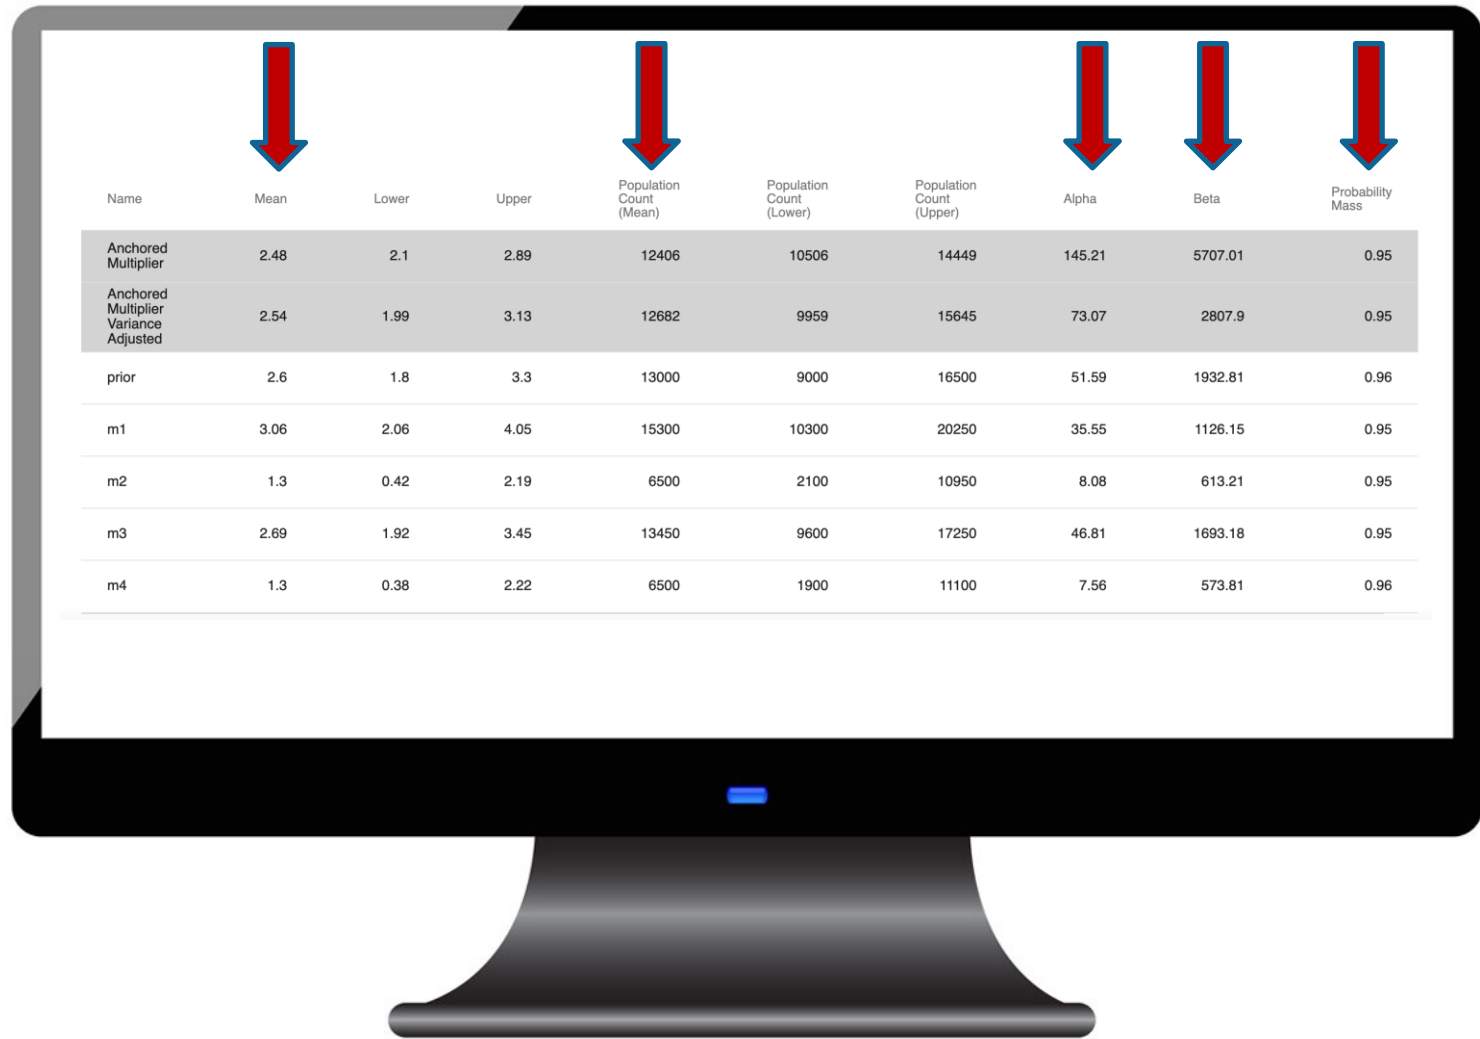 Name Mean Lower Upper Population Count (Mean) Population Count (Lower) Population Count (Upper) Alpha Beta Probability Mass
Anchored Multiplier 2.48 2.1 2.89 12406 10506 14449 145.21 5707.01 0.95
Anchored Multiplier Variance Adjusted 2.54 1.99 3.13 12682 9959 15645 73.07 2807.9 0.95
prior 2.6 1.8 3.3 13000 9000 16500 51.59 1932.81 0.96
m1 3.06 2.06 4.05 15300 10300 20250 35.55 1126.15 0.95
m2 1.3 0.42 2.19 6500 2100 10950 8.08 613.21 0.95
m3 2.69 1.92 3.45 13450 9600 17250 46.81 1693.18 0.95
m4 1.3 0.38 2.22 6500 1900 11100 7.56 573.81 0.96